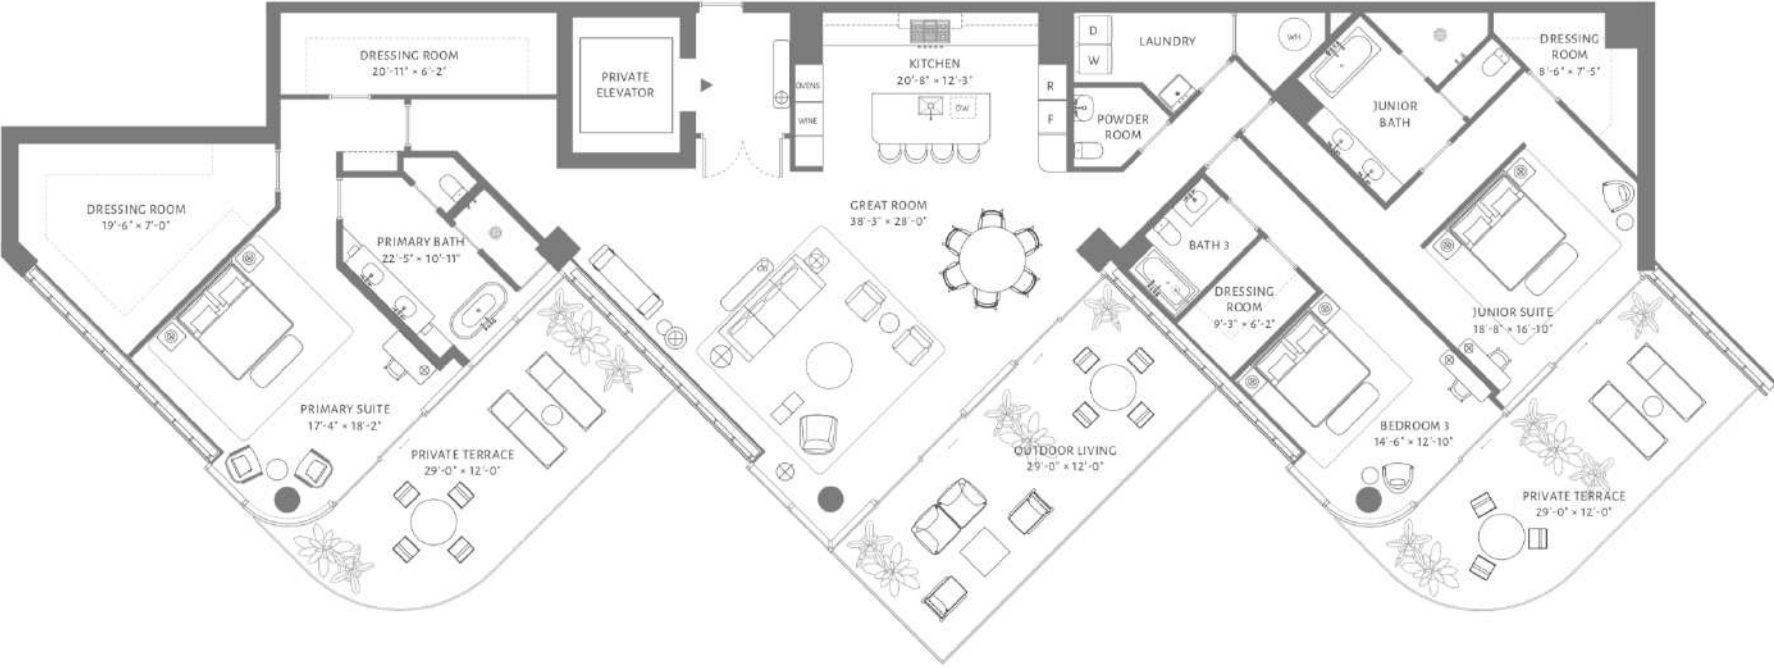 DRESSING ROOM
20'-11" × 6'-2"
PRIVATE
ELEVATOR
OVENS
WINE
KITCHEN
20'-8" × 12'-3"
DW
R
F
D
W
LAUNDRY
WH
POWDER
ROOM
JUNIOR
BATH
DRESSING
ROOM
8'-6" × 7'-5"
DRESSING ROOM
19'-6" × 7'-0"
PRIMARY BATH
22'-5" × 10'-11"
GREAT ROOM
38'-3" × 28'-0"
BATH 3
DRESSING
ROOM
9'-3" × 6'-2"
JUNIOR SUITE
18'-8" × 16'-10"
PRIMARY SUITE
17'-4" × 18'-2"
PRIVATE TERRACE
29'-0" × 12'-0"
OUTDOOR LIVING
29'-0" × 12'-0"
BEDROOM 3
14'-6" × 12'-10"
PRIVATE TERRACE
29'-0" × 12'-0"